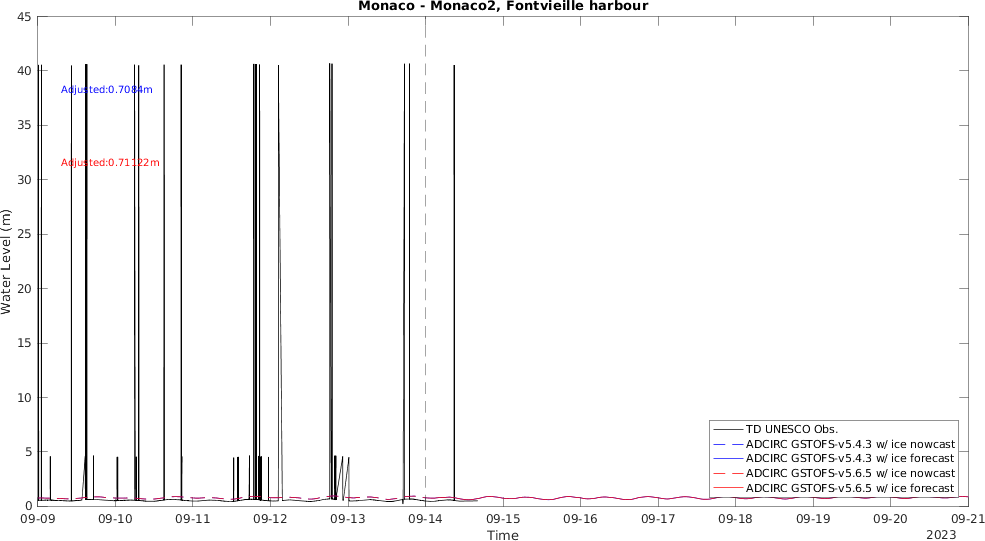 Monaco - Monaco2, Fontvieille harbour
45
40
35
30
25
20
15
10
5
0
Water Level (m)
Adjusted:0.7084m
Adjusted:0.71122m
TD UNESCO Obs.
ADCIRC GSTOFS-v5.4.3 w/ ice nowcast
ADCIRC GSTOFS-v5.4.3 w/ ice forecast
ADCIRC GSTOFS-v5.6.5 w/ ice nowcast
ADCIRC GSTOFS-v5.6.5 w/ ice forecast
09-09 09-10 09-11 09-12 09-13 09-14 09-15 09-16 09-17 09-18 09-19 09-20 09-21
Time
2023